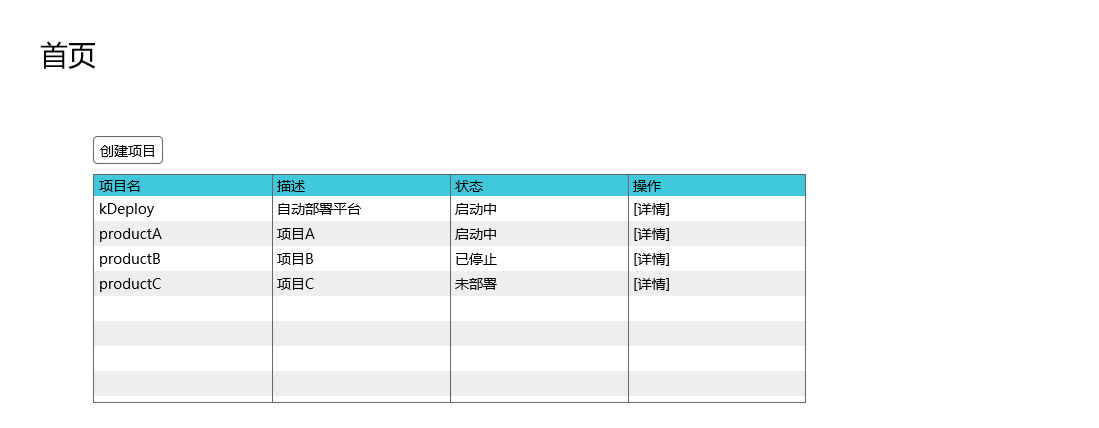 首页
创建项目
项目名 描述 状态 操作
kDeploy 自动部署平台 启动中 [详情]
productA 项目A 启动中 [详情]
productB 项目B 已停止 [详情]
productC 项目C 未部署 [详情]